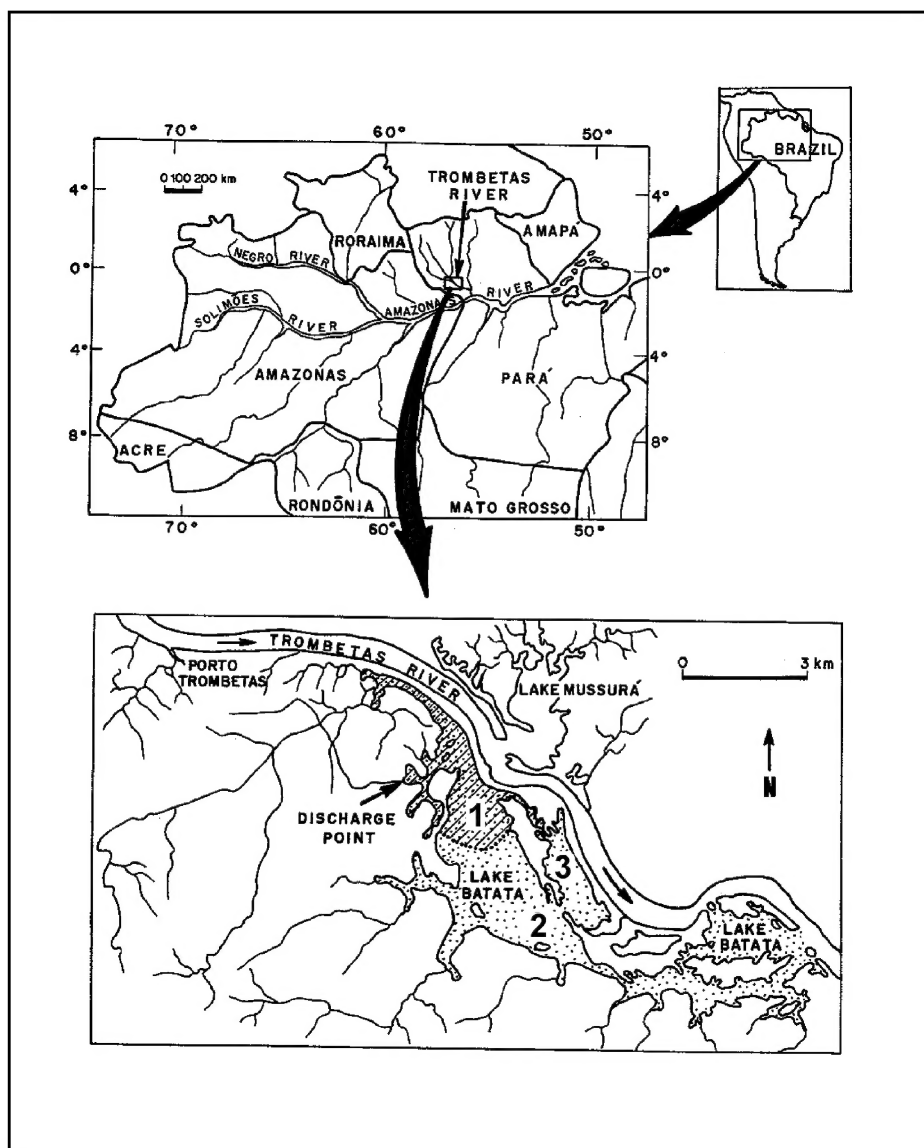 70°
60°
50°
BRAZIL
0 100 200 km
TROMBETAS
RIVER
4°
4°
AMAPÁ
RORAIMA
NEGRO RIVER
0°
0°
SOLIMÕES RIVER
AMAZONAS RIVER
4°
4°
AMAZONAS
PARÁ
8°
8°
ACRE
RONDÔNIA
MATO GROSSO
70°
60°
50°
TROMBETAS RIVER
0 3 km
PORTO
TROMBETAS
LAKE MUSSURÁ
N
DISCHARGE
POINT
1
LAKE
BATATA
3
2
LAKE
BATATA